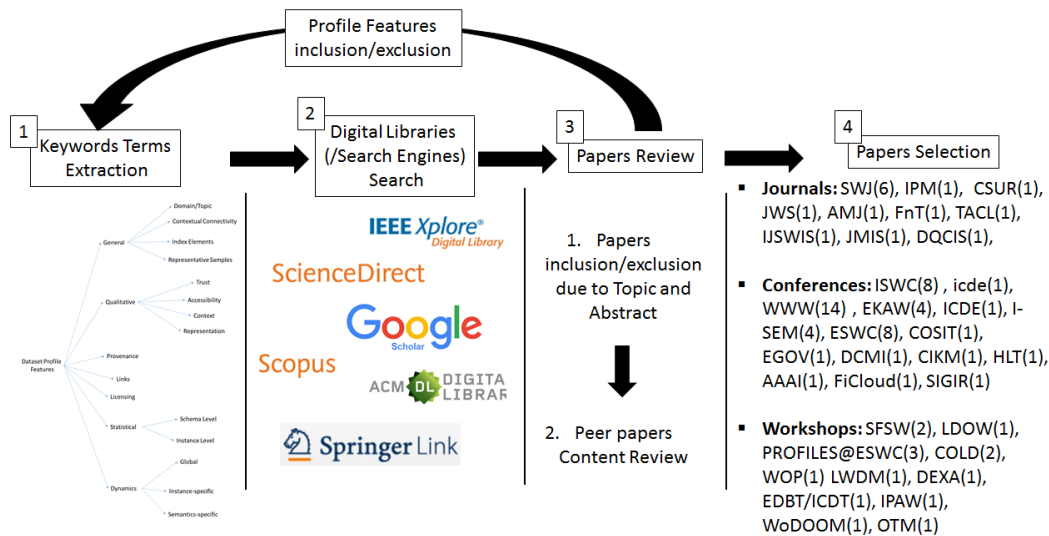 Profile Features
inclusion/exclusion
1
Keywords Terms
Extraction
2
Digital Libraries
(/Search Engines)
Search
3
Papers Review
4
Papers Selection
Domain/Topic
Contextual Connectivity
General
Index Elements
Representative Samples
Trust
Qualitative
Accessibility
Context
Representation
Provenance
Dataset Profile
Features
Links
Licensing
Schema Level
Statistical
Instance Level
Global
Dynamics
Instance-specific
Semantics-specific
IEEE Xplore®
Digital Library
ScienceDirect
Google
Scholar
Scopus
ACM DL DIGITAL
LIBRAR
Springer Link
1. Papers
inclusion/exclusion
due to Topic and
Abstract
2. Peer papers
Content Review
▪ Journals: SWJ(6), IPM(1), CSUR(1),
JWS(1), AMJ(1), FnT(1), TACL(1),
IJSWIS(1), JMIS(1), DQCIS(1),
▪ Conferences: ISWC(8) , icde(1),
WWW(14) , EKAW(4), ICDE(1), I-
SEM(4), ESWC(8), COSIT(1),
EGOV(1), DCMI(1), CIKM(1), HLT(1),
AAAI(1), FiCloud(1), SIGIR(1)
▪ Workshops: SFSW(2), LDOW(1),
PROFILES@ESWC(3), COLD(2),
WOP(1) LWDM(1), DEXA(1),
EDBT/ICDT(1), IPAW(1),
WoDOOM(1), OTM(1)